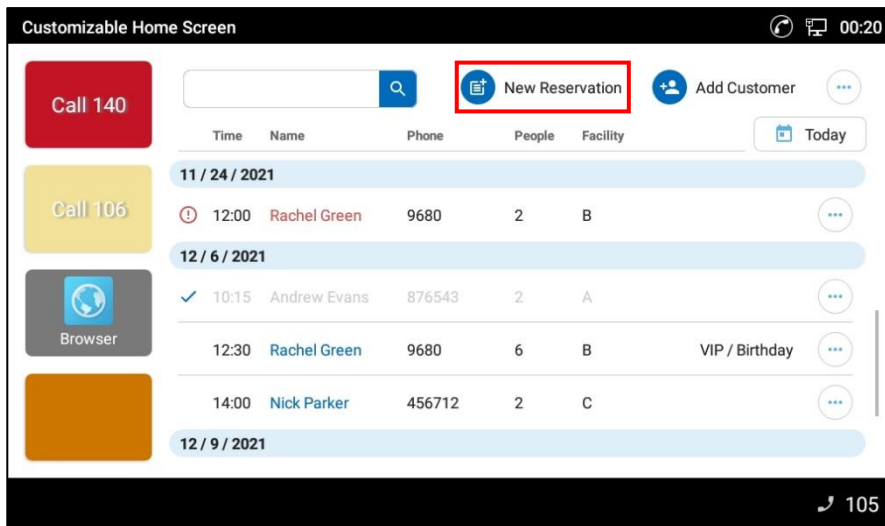 Customizable Home Screen 00:20
Call 140
New Reservation Add Customer
Time Name Phone People Facility Today
11 / 24 / 2021
Call 106
12:00 Rachel Green 9680 2 B
12 / 6 / 2021
10:15 Andrew Evans 876543 2 A
Browser
12:30 Rachel Green 9680 6 B VIP / Birthday
14:00 Nick Parker 456712 2 C
12 / 9 / 2021
105